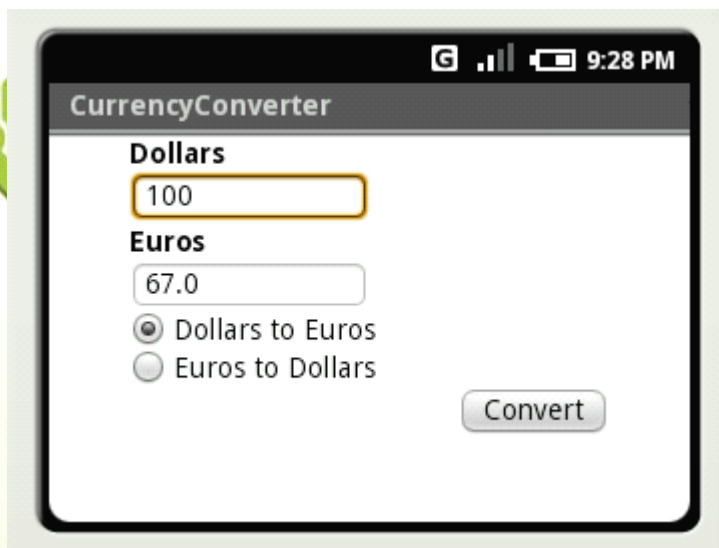 G 9:28 PM
CurrencyConverter
Dollars
100
Euros
67.0
Dollars to Euros
Euros to Dollars
Convert